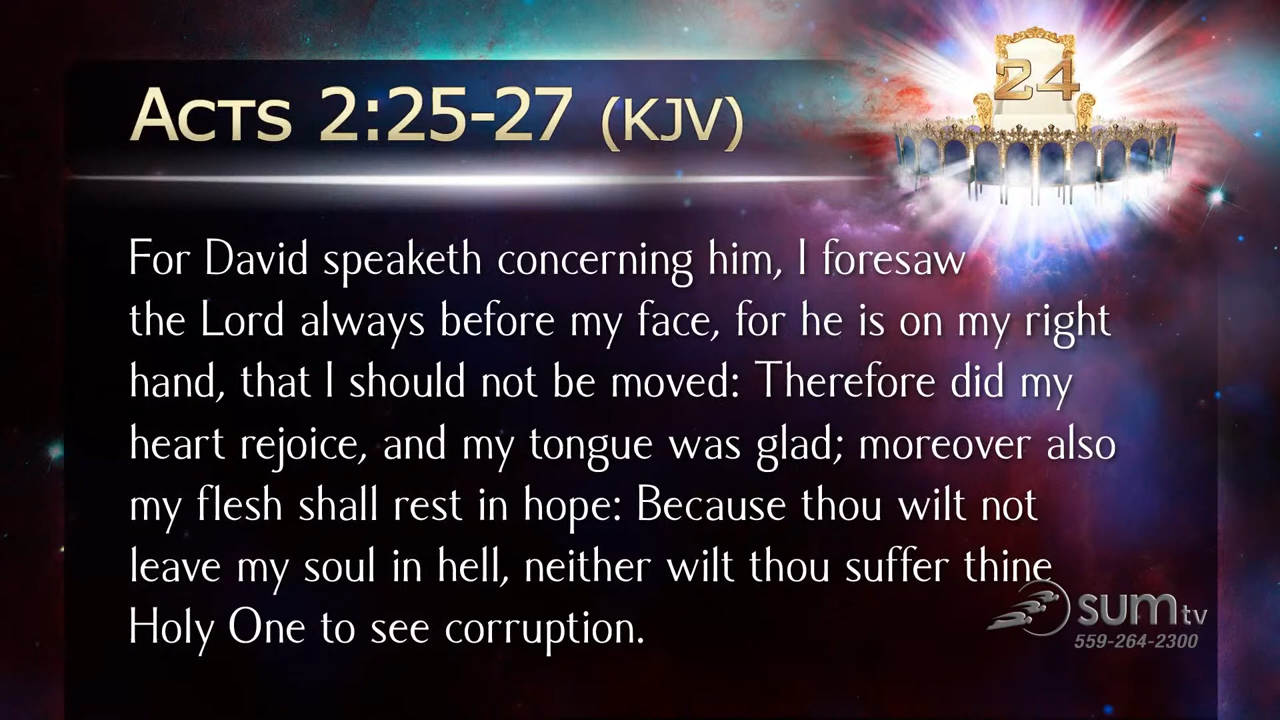 24
Acts 2:25-27 (KJV)
For David speaketh concerning him, I foresaw
the Lord always before my face, for he is on my right
hand, that I should not be moved: Therefore did my
heart rejoice, and my tongue was glad; moreover also
my flesh shall rest in hope: Because thou wilt not
leave my soul in hell, neither wilt thou suffer thine
Holy One to see corruption.
sumtv
559-264-2300